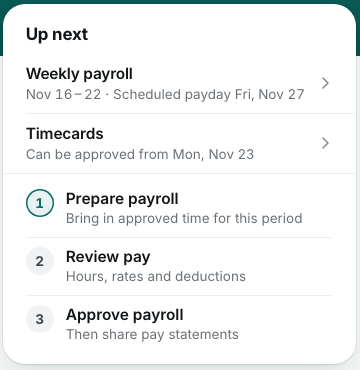 Up next
Weekly payroll
Nov 16 – 22 · Scheduled payday Fri, Nov 27
Timecards
Can be approved from Mon, Nov 23
1 Prepare payroll
Bring in approved time for this period
2 Review pay
Hours, rates and deductions
3 Approve payroll
Then share pay statements